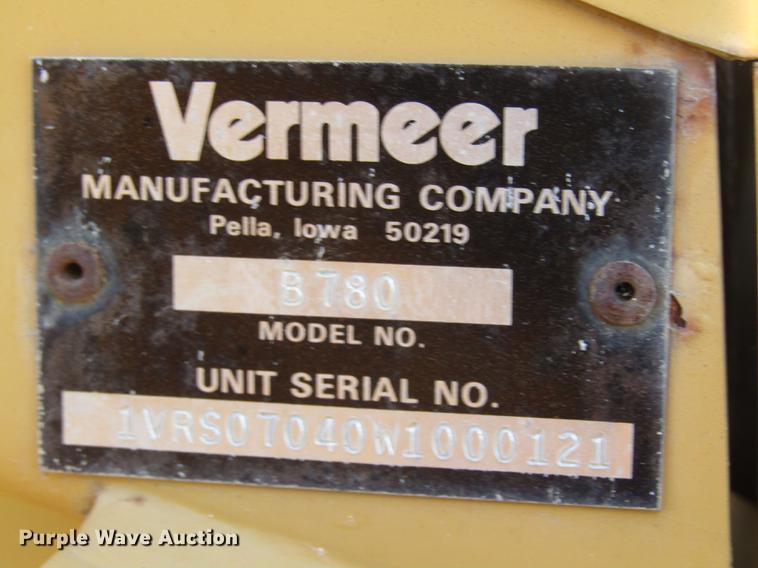 Vermeer
MANUFACTURING COMPANY
Pella, Iowa 50219
B780
MODEL NO.
UNIT SERIAL NO.
1VRS07040W1000121
Purple Wave Auction